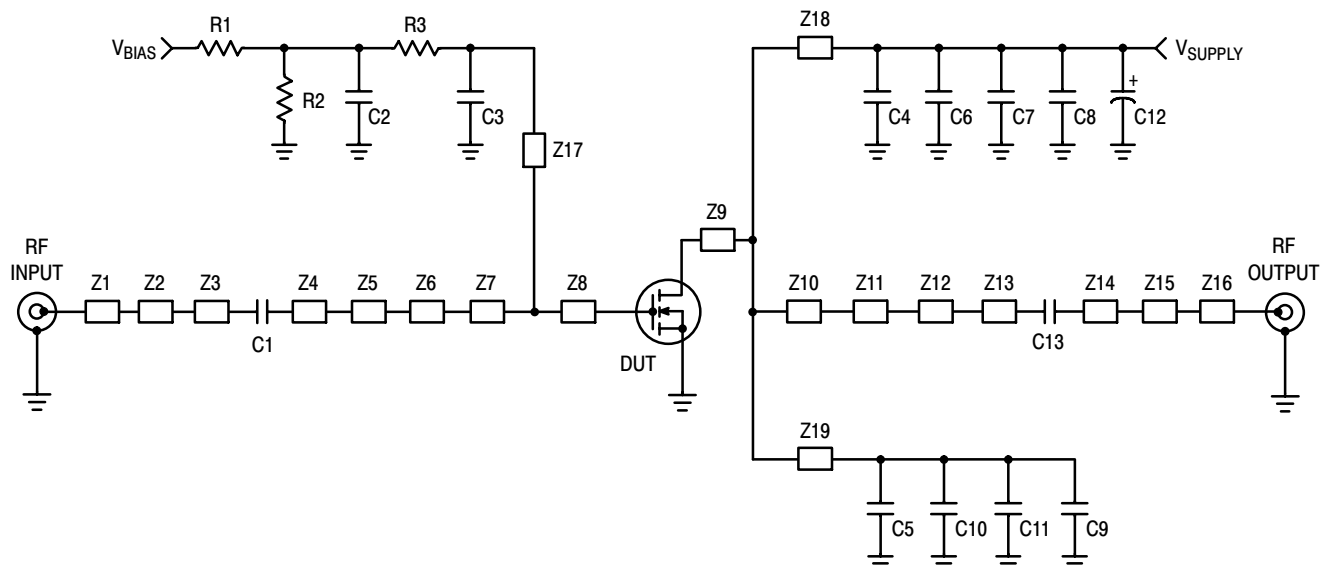 R1 R3 Z18
VBIAS VSUPPLY
R2 C2 C3 C4 C6 C7 C8 + C12
Z17
Z9
RF
INPUT
Z1 Z2 Z3 Z4 Z5 Z6 Z7 Z8
Z10 Z11 Z12 Z13 Z14 Z15 Z16
RF
OUTPUT
C1 DUT C13
Z19
C5 C10 C11 C9